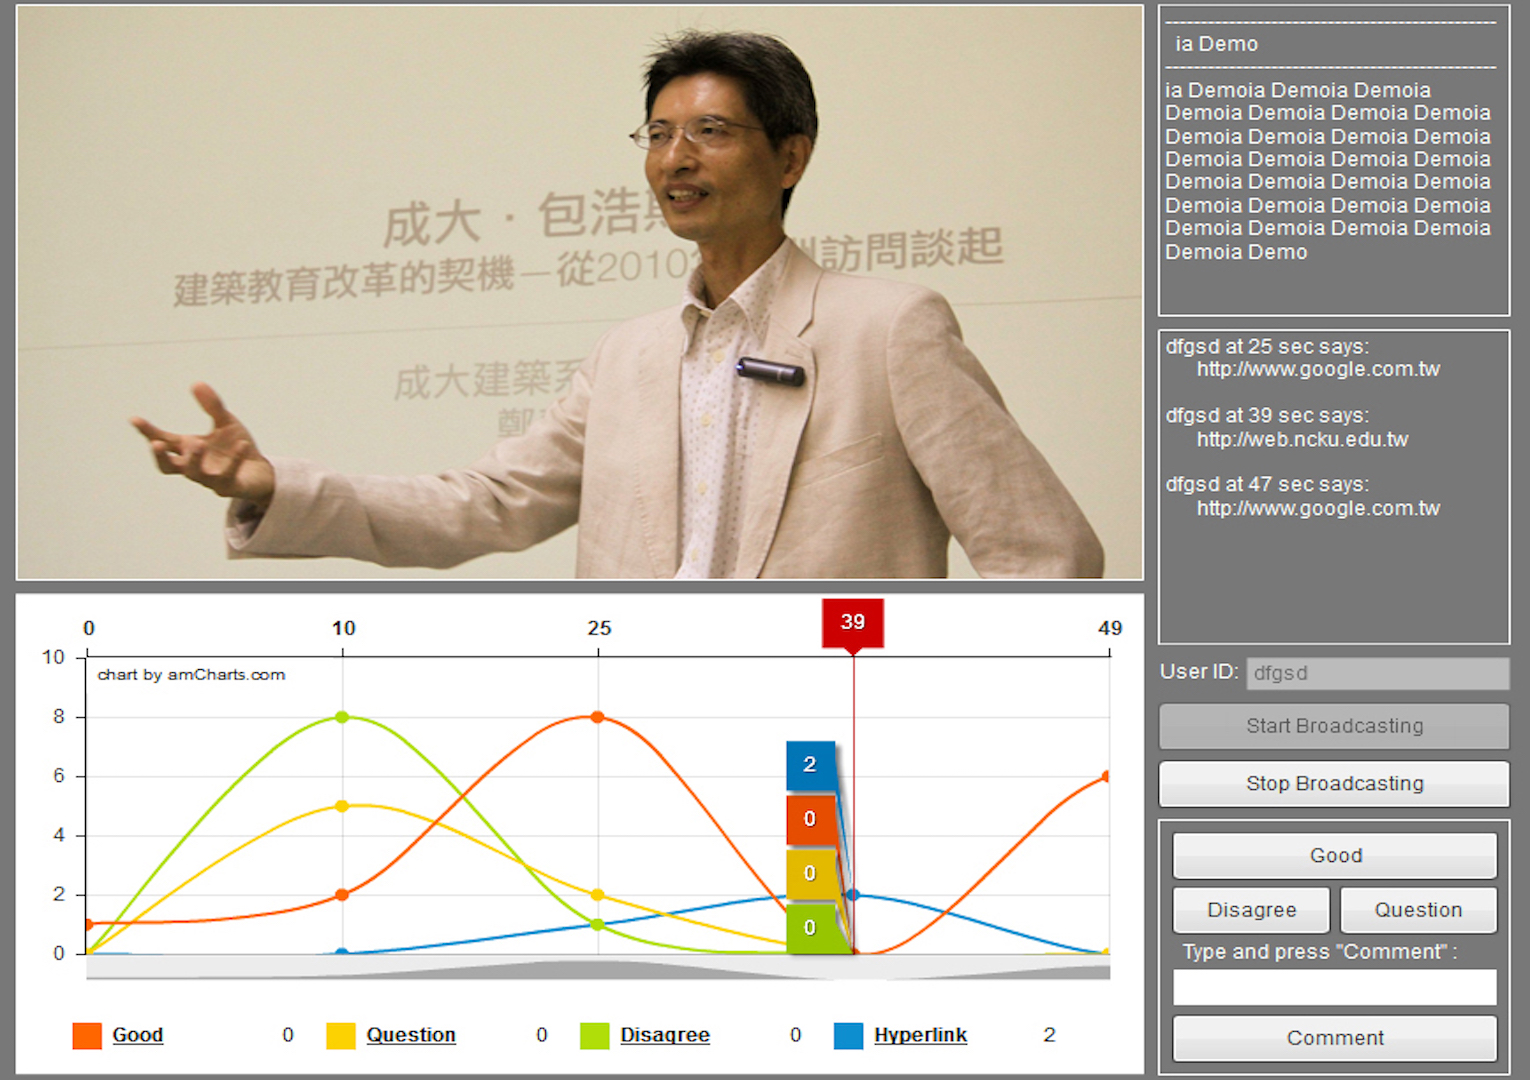 成大·包浩
建築教育改革的契機－從2010
訪問談起
成大建築系
鄭
ia Demo
ia Demoia Demoia Demoia
Demoia Demoia Demoia Demoia
Demoia Demoia Demoia Demoia
Demoia Demoia Demoia Demoia
Demoia Demoia Demoia Demoia
Demoia Demoia Demoia Demoia
Demoia Demoia Demoia Demoia
Demoia Demo
dfgsd at 25 sec says:
http://www.google.com.tw
dfgsd at 39 sec says:
http://web.ncku.edu.tw
dfgsd at 47 sec says:
http://www.google.com.tw
User ID: dfgsd
Start Broadcasting
Stop Broadcasting
Good
Disagree Question
Type and press "Comment" :
Comment
0 10 25 39 49
10
chart by amCharts.com
8
6
4
2
0
2
0
0
0
Good 0 Question 0 Disagree 0 Hyperlink 2